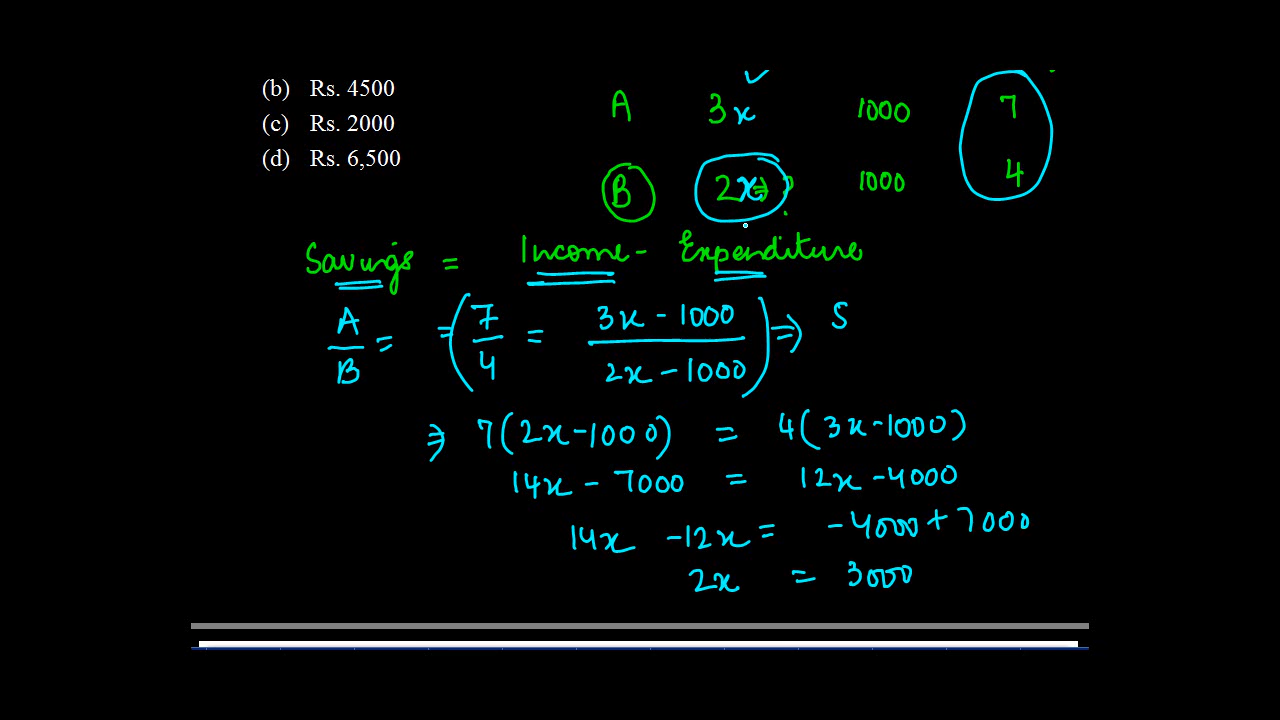 (b) Rs. 4500
(c) Rs. 2000
(d) Rs. 6,500
A 3x ✓ 1000 7
B 2x ⇒ ? 1000 4
Savings = Income - Expenditure
A/B = = (7/4 = 3x - 1000 / 2x - 1000) ⇒ S
⇒ 7(2x-1000) = 4(3x-1000)
14x - 7000 = 12x - 4000
14x - 12x = -4000 + 7000
2x = 3000